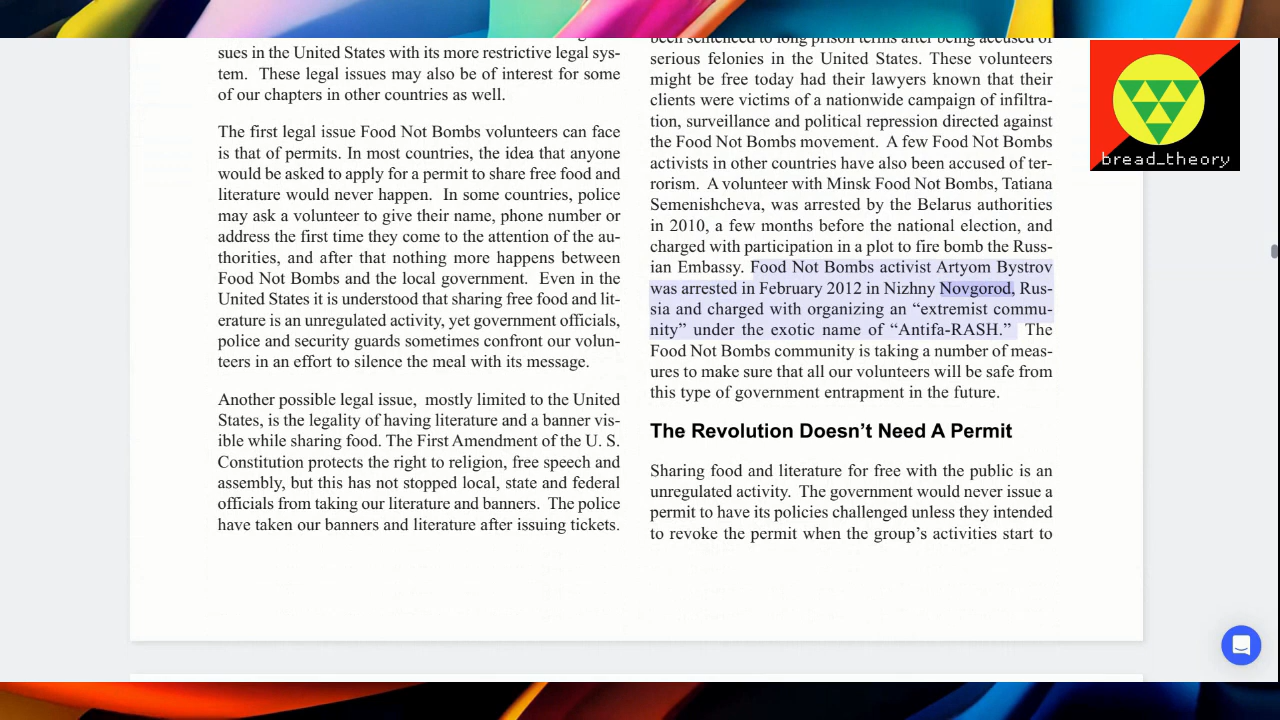 sues in the United States with its more restrictive legal sys-
tem.  These legal issues may also be of interest for some
of our chapters in other countries as well.
The first legal issue Food Not Bombs volunteers can face
is that of permits. In most countries, the idea that anyone
would be asked to apply for a permit to share free food and
literature would never happen.  In some countries, police
may ask a volunteer to give their name, phone number or
address the first time they come to the attention of the au-
thorities, and after that nothing more happens between
Food Not Bombs and the local government.  Even in the
United States it is understood that sharing free food and lit-
erature is an unregulated activity, yet government officials,
police and security guards sometimes confront our volun-
teers in an effort to silence the meal with its message.
Another possible legal issue,  mostly limited to the United
States, is the legality of having literature and a banner vis-
ible while sharing food. The First Amendment of the U. S.
Constitution protects the right to religion, free speech and
assembly, but this has not stopped local, state and federal
officials from taking our literature and banners.  The police
have taken our banners and literature after issuing tickets.
been sentenced to long prison terms after being accused of
serious felonies in the United States. These volunteers
might be free today had their lawyers known that their
clients were victims of a nationwide campaign of infiltra-
tion, surveillance and political repression directed against
the Food Not Bombs movement.  A few Food Not Bombs
activists in other countries have also been accused of ter-
rorism.  A volunteer with Minsk Food Not Bombs, Tatiana
Semenishcheva, was arrested by the Belarus authorities
in 2010, a few months before the national election, and
charged with participation in a plot to fire bomb the Russ-
ian Embassy. Food Not Bombs activist Artyom Bystrov
was arrested in February 2012 in Nizhny Novgorod, Rus-
sia and charged with organizing an “extremist commu-
nity” under the exotic name of “Antifa-RASH.”  The
Food Not Bombs community is taking a number of meas-
ures to make sure that all our volunteers will be safe from
this type of government entrapment in the future.
The Revolution Doesn’t Need A Permit
Sharing food and literature for free with the public is an
unregulated activity.  The government would never issue a
permit to have its policies challenged unless they intended
to revoke the permit when the group’s activities start to
bread_theory